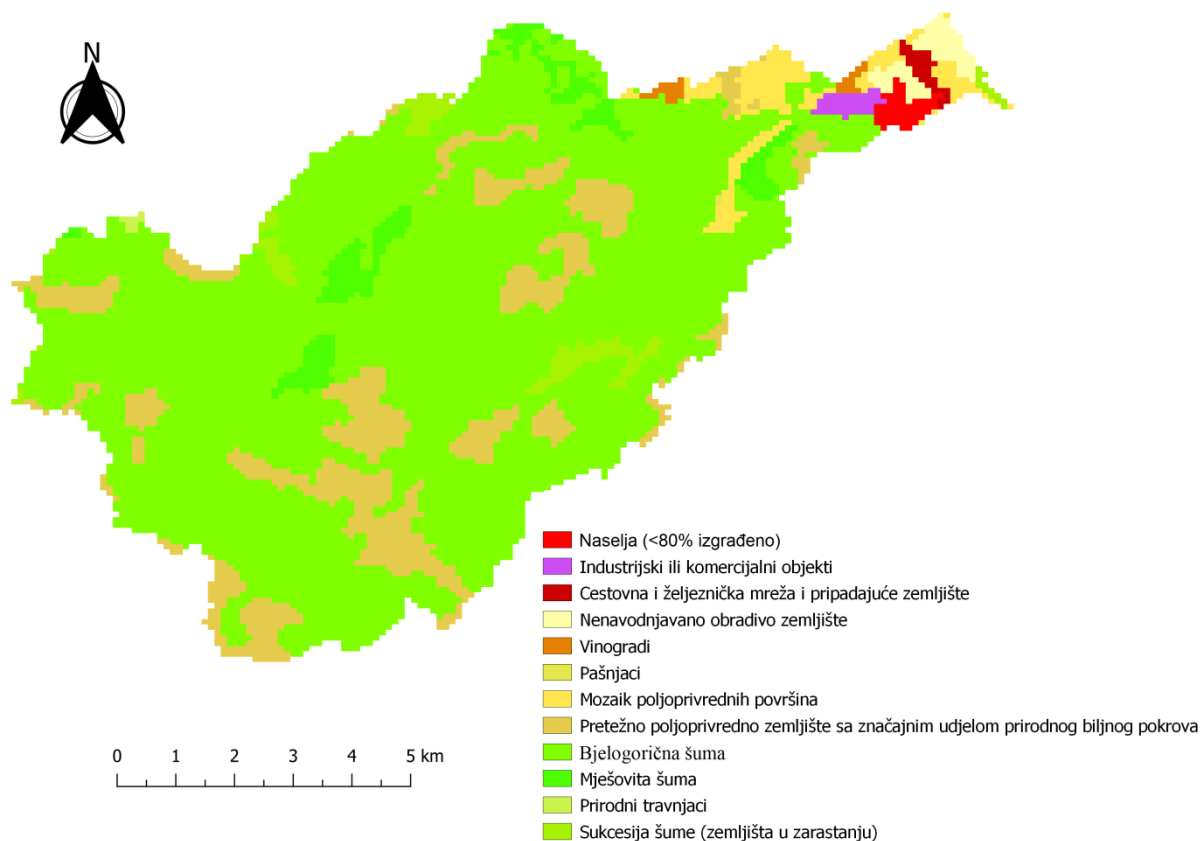 N
Naselja (<80% izgrađeno)
Industrijski ili komercijalni objekti
Cestovna i željeznička mreža i pripadajuće zemljište
Nenavodnjavano obradivo zemljište
Vinogradi
Pašnjaci
Mozaik poljoprivrednih površina
Pretežno poljoprivredno zemljište sa značajnim udjelom prirodnog biljnog pokrova
Bjelogorična šuma
Mješovita šuma
Prirodni travnjaci
Sukcesija šume (zemljišta u zarastanju)
0 1 2 3 4 5 km